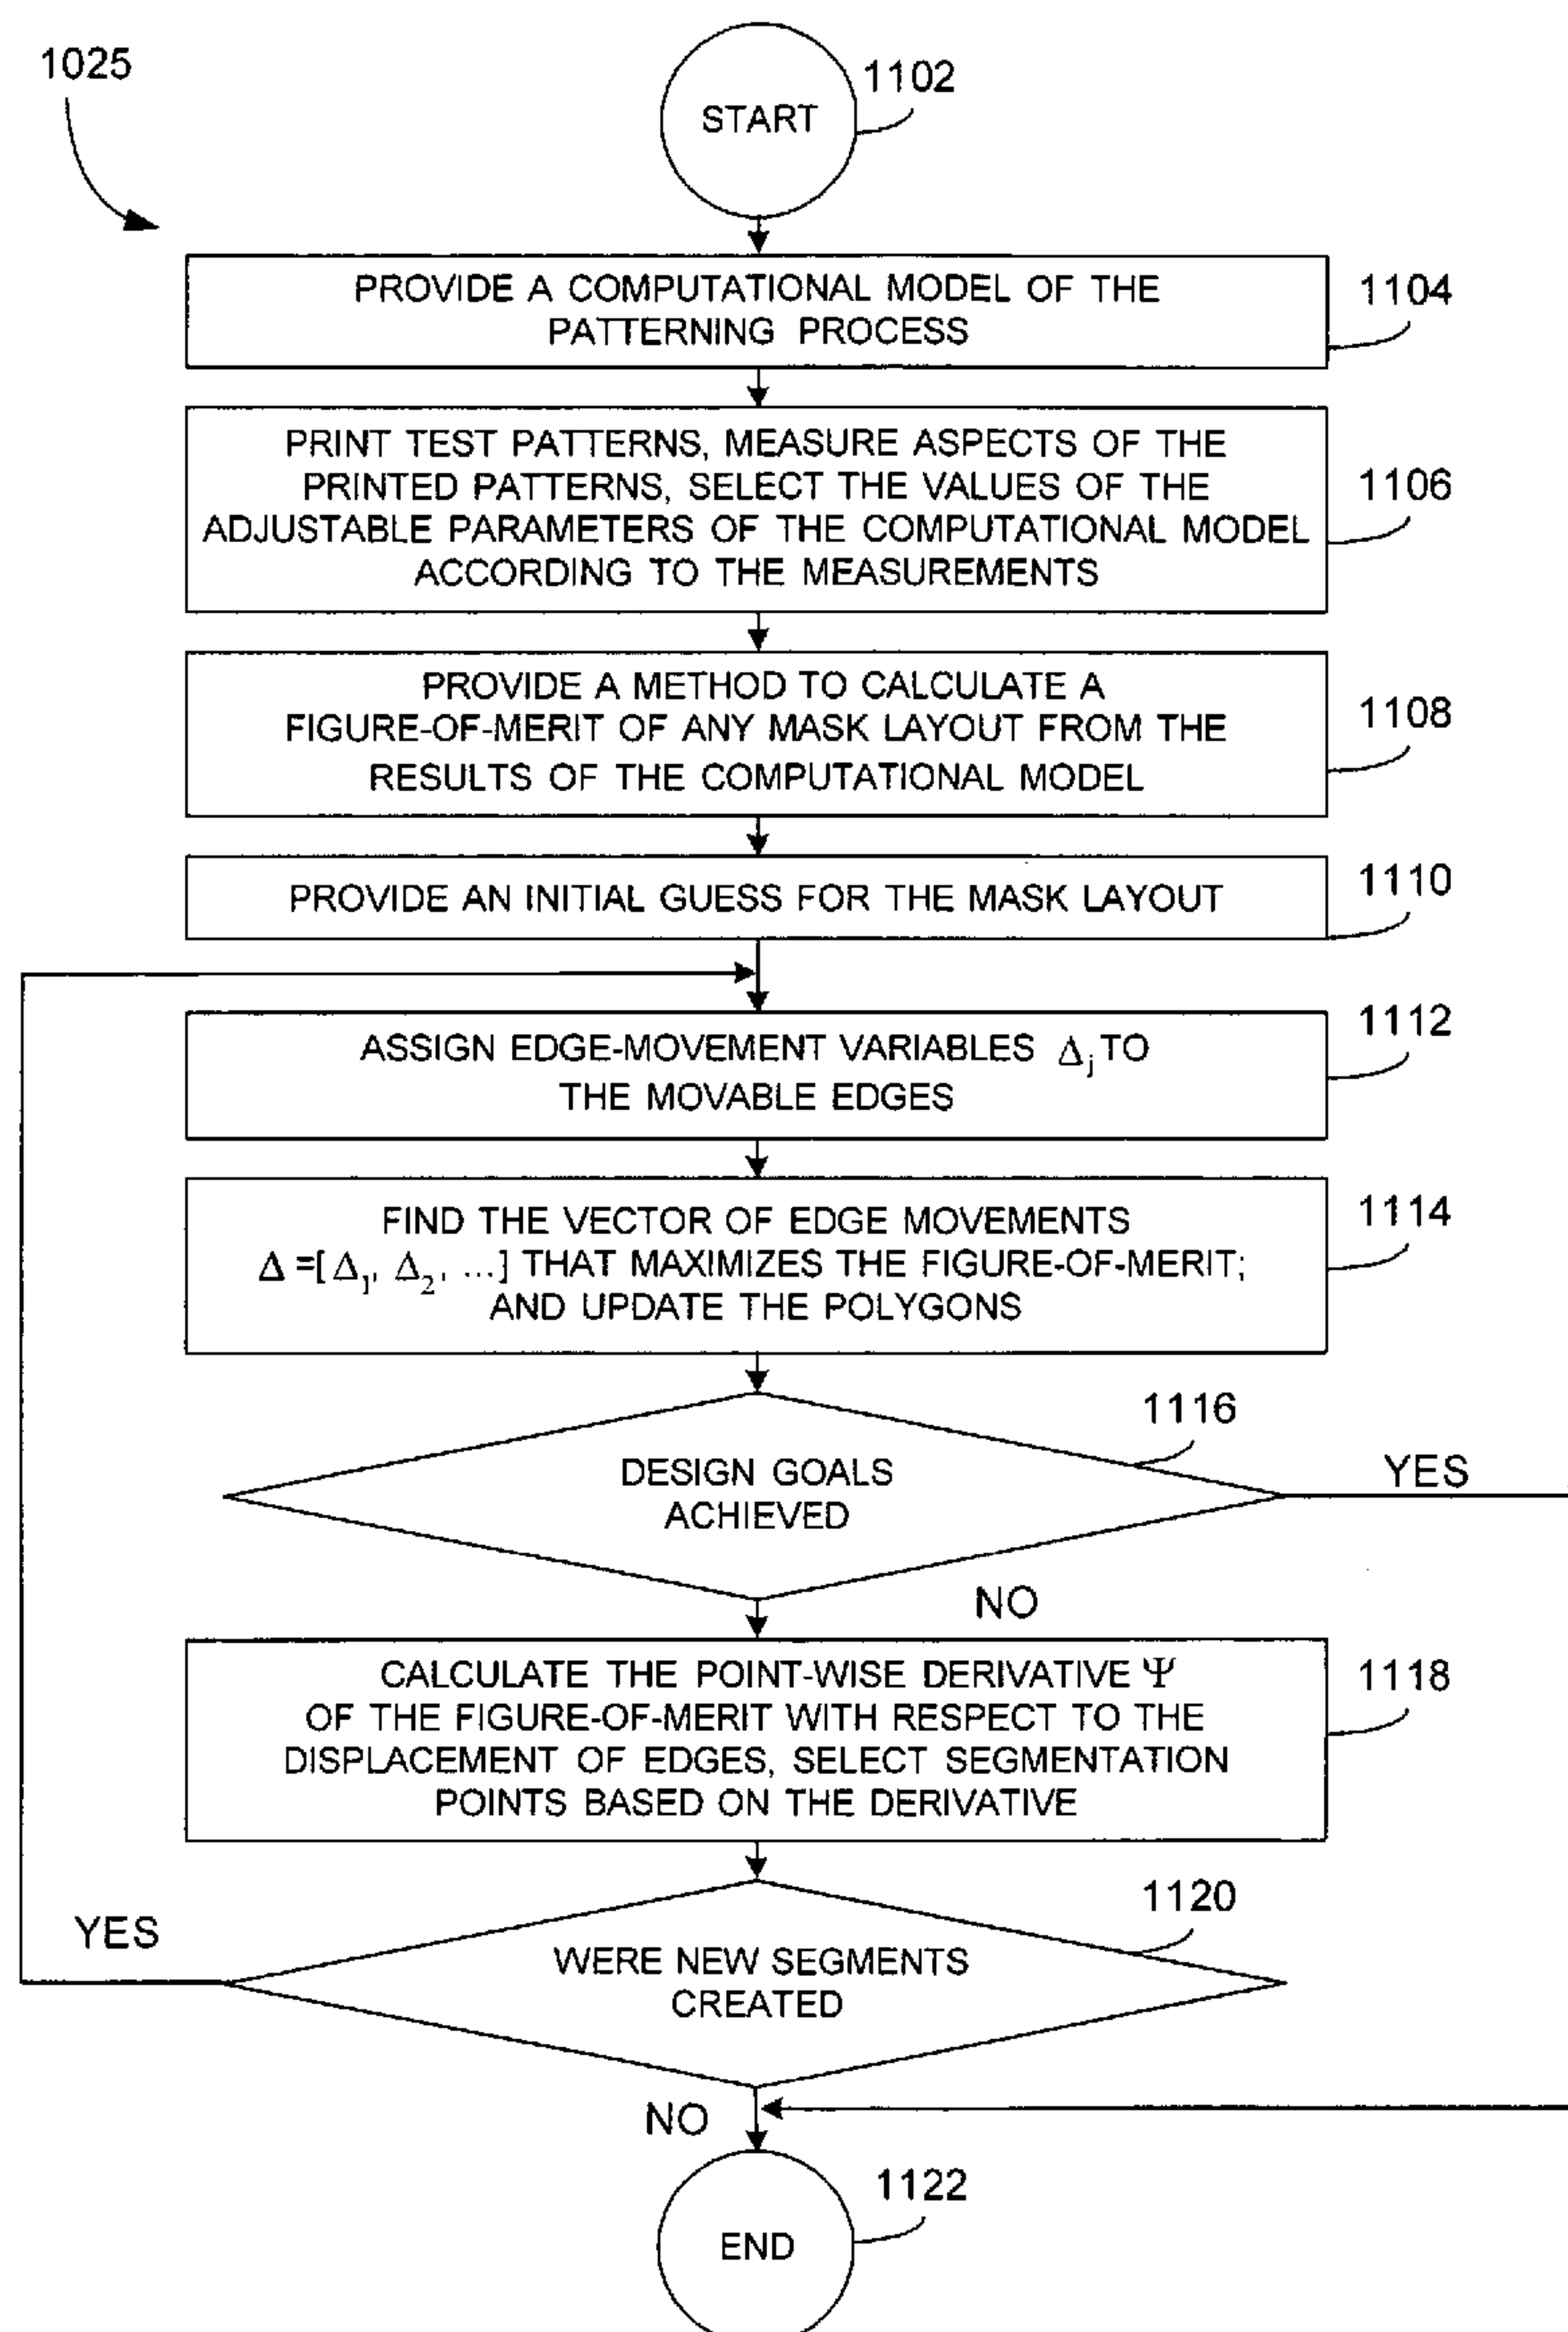 1025
START
1102
PROVIDE A COMPUTATIONAL MODEL OF THE
PATTERNING PROCESS
1104
PRINT TEST PATTERNS, MEASURE ASPECTS OF THE
PRINTED PATTERNS, SELECT THE VALUES OF THE
ADJUSTABLE PARAMETERS OF THE COMPUTATIONAL MODEL
ACCORDING TO THE MEASUREMENTS
1106
PROVIDE A METHOD TO CALCULATE A
FIGURE-OF-MERIT OF ANY MASK LAYOUT FROM THE
RESULTS OF THE COMPUTATIONAL MODEL
1108
PROVIDE AN INITIAL GUESS FOR THE MASK LAYOUT
1110
ASSIGN EDGE-MOVEMENT VARIABLES Δj TO
THE MOVABLE EDGES
1112
FIND THE VECTOR OF EDGE MOVEMENTS
Δ =[ Δ1, Δ2, ...] THAT MAXIMIZES THE FIGURE-OF-MERIT;
AND UPDATE THE POLYGONS
1114
DESIGN GOALS
ACHIEVED
1116
YES
NO
CALCULATE THE POINT-WISE DERIVATIVE Ψ
OF THE FIGURE-OF-MERIT WITH RESPECT TO THE
DISPLACEMENT OF EDGES, SELECT SEGMENTATION
POINTS BASED ON THE DERIVATIVE
1118
WERE NEW SEGMENTS
CREATED
1120
YES
NO
END
1122